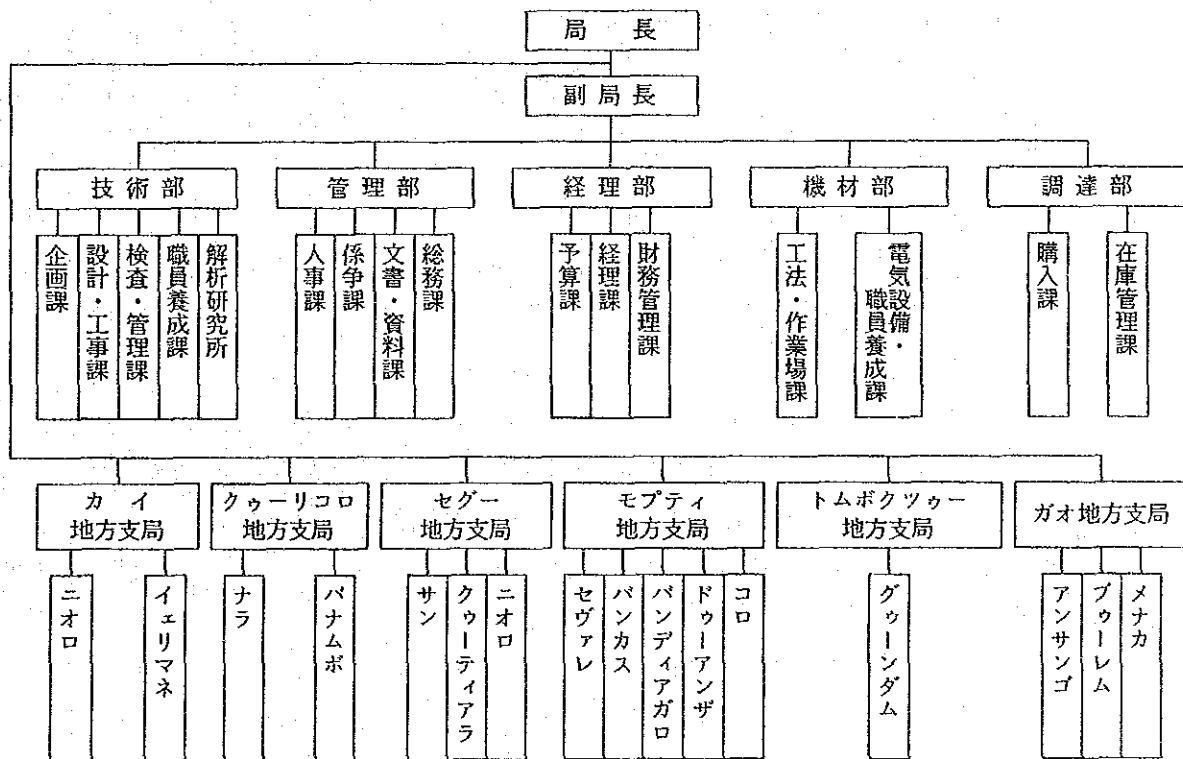 局長
副局長
技術部
管理部
経理部
機材部
調達部
企画課
設計・工事課
検査・管理課
職員養成課
解析研究所
人事課
係争課
文書・資料課
総務課
予算課
経理課
財務管理課
工法・作業場課
電気設備・
職員養成課
購入課
在庫管理課
カイ
地方支局
クゥーリコロ
地方支局
セグー
地方支局
モプティ
地方支局
トムボクツゥー
地方支局
ガオ地方支局
ニオロ
イェリマネ
ナラ
バナムボ
サン
クゥーティアラ
ニオロ
セヴァレ
バンカス
バンディアガロ
ドゥーアンザ
コロ
グゥーンダム
アンサンゴ
ブゥーレム
メナカ